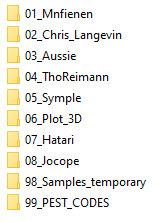 01_Mnfienen
02_Chris_Langevin
03_Aussie
04_ThoReimann
05_Symple
06_Plot_3D
07_Hatari
08_Jocope
98_Samples_temporary
99_PEST_CODES